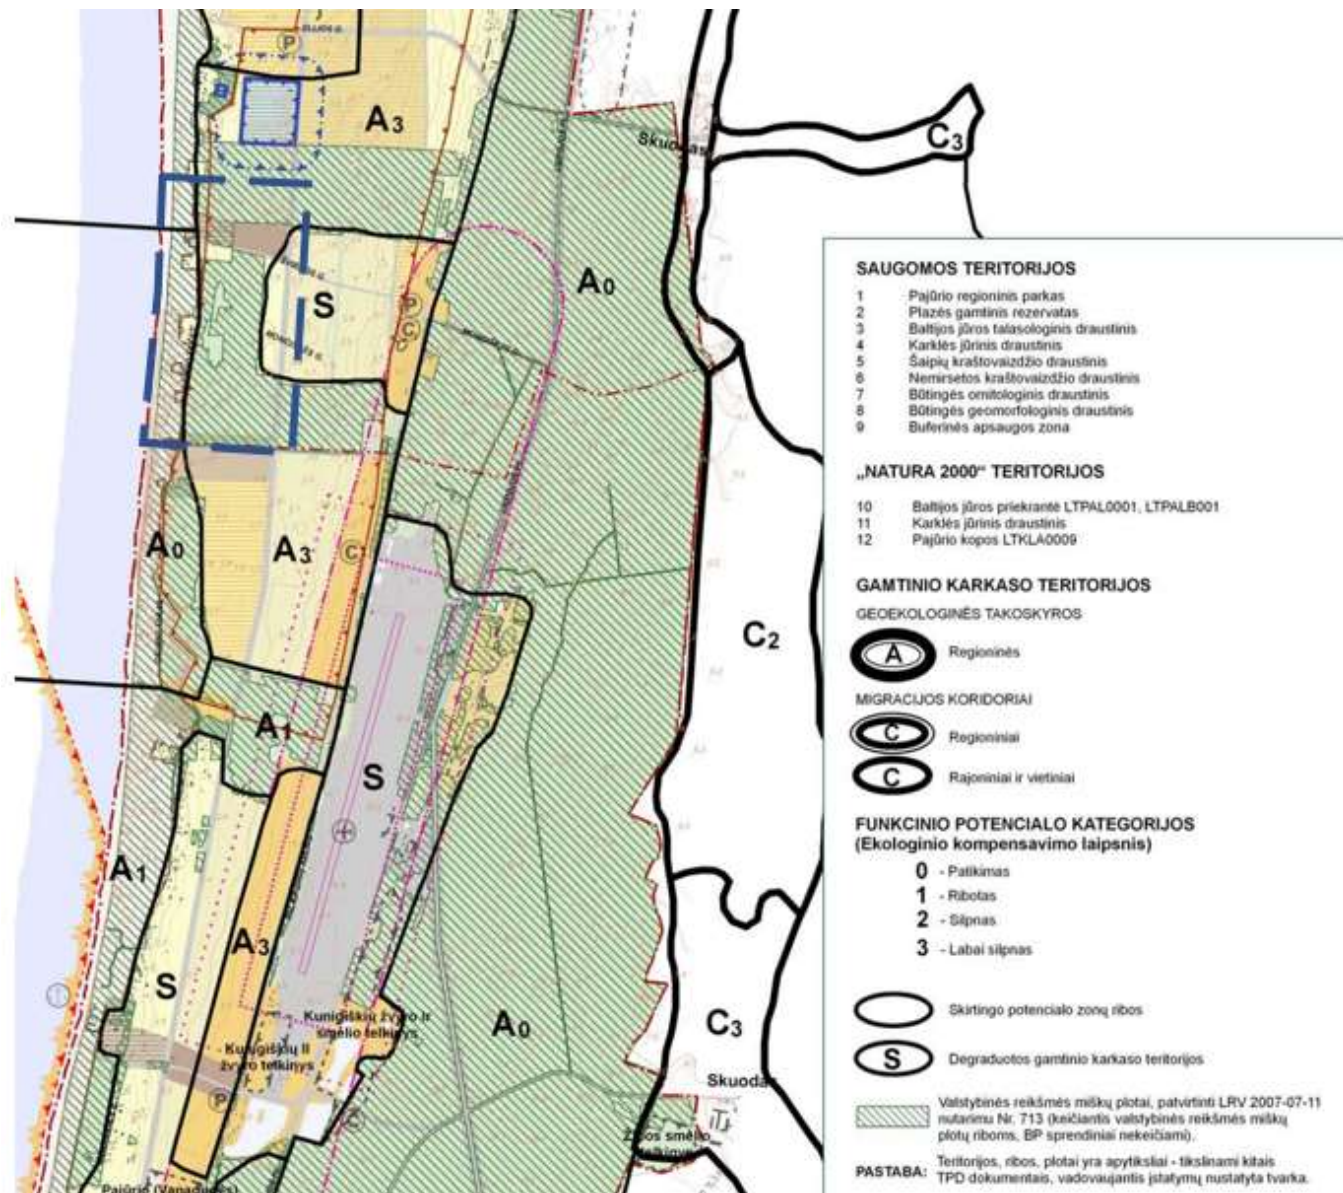 P
A3
Skuodas
C3
A0
S
P
C
A0
A3
C
C2
A1
S
A1
A3
S
Kunigiškių žvyro ir
smėlio telkinys
Kunigiškių II
žvyro telkinys
P
A0
C3
Skuodas
smėlio
Pajūrio (Vanagupės)
SAUGOMOS TERITORIJOS
1 Pajūrio regioninis parkas
2 Plazės gamtinis rezervatas
3 Baltijos jūros talasologinis draustinis
4 Karklės jūrinis draustinis
5 Šaipių kraštovaizdžio draustinis
6 Nemirsetos kraštovaizdžio draustinis
7 Būtingės ornitologinis draustinis
8 Būtingės geomorfologinis draustinis
9 Buferinės apsaugos zona
„NATURA 2000“ TERITORIJOS
10 Baltijos jūros priekrantė LTPAL0001, LTPALB001
11 Karklės jūrinis draustinis
12 Pajūrio kopos LTKLA0009
GAMTINIO KARKASO TERITORIJOS
GEOEKOLOGINĖS TAKOSKYROS
A Regioninės
MIGRACIJOS KORIDORIAI
C Regioniniai
C Rajoniniai ir vietiniai
FUNKCINIO POTENCIALO KATEGORIJOS
(Ekologinio kompensavimo laipsnis)
0 - Patikimas
1 - Ribotas
2 - Silpnas
3 - Labai silpnas
Skirtingo potencialo zonų ribos
S Degraduotos gamtinio karkaso teritorijos
Valstybinės reikšmės miškų plotai, patvirtinti LRV 2007-07-11
nutarimu Nr. 713 (keičiantis valstybinės reikšmės miškų
plotų riboms, BP sprendiniai nekeičiami).
PASTABA: Teritorijos, ribos, plotai yra apytiksliai - tikslinami kitais
TPD dokumentais, vadovaujantis įstatymų nustatyta tvarka.